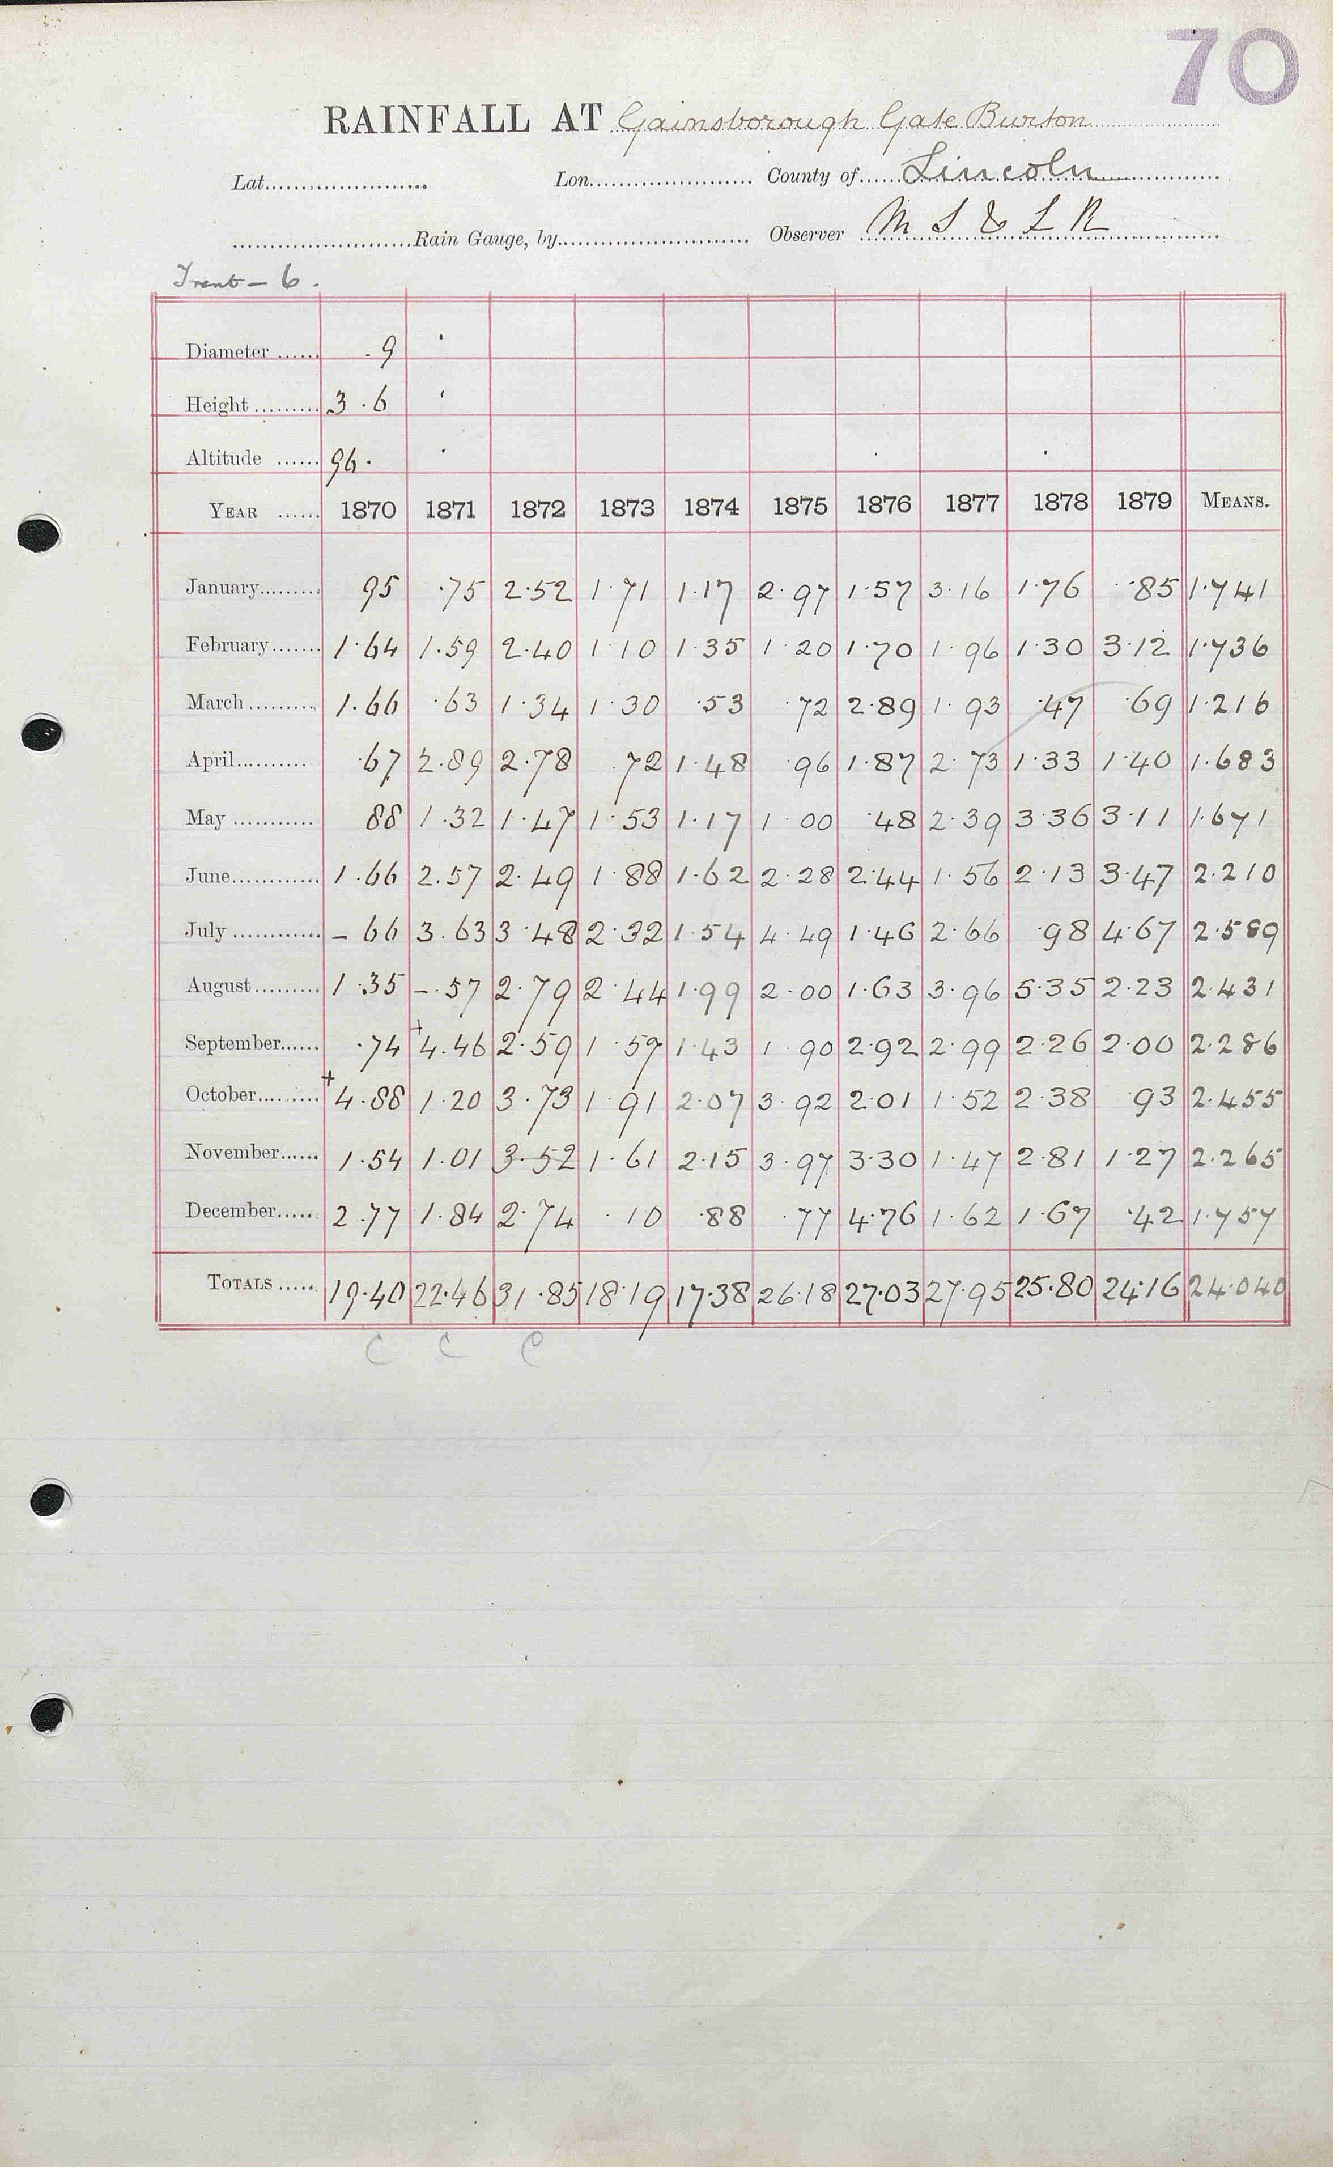 70
RAINFALL AT Gainsborough Gate Burton
Lat. Lon. County of Lincoln
Rain Gauge, by Observer M S & L R
Trent - 6.
Diameter ...... .9
Height ......... 3.6
Altitude ...... 96.
YEAR ...... 1870 1871 1872 1873 1874 1875 1876 1877 1878 1879 MEANS.
January......... 95 .75 2.52 1.71 1.17 2.97 1.57 3.16 1.76 .85 1.741
February....... 1.64 1.59 2.40 1.10 1.35 1.20 1.70 1.96 1.30 3.12 1.736
March .......... 1.66 .63 1.34 1.30 .53 72 2.89 1.93 .47 .69 1.216
April........... .67 2.89 2.78 .72 1.48 .96 1.87 2.73 1.33 1.40 1.683
May ............ 88 1.32 1.47 1.53 1.17 1 00 .48 2.39 3.36 3.11 1.671
June............ 1.66 2.57 2.49 1.88 1.62 2.28 2.44 1.56 2.13 3.47 2.210
July ............ - 66 3.63 3.48 2.32 1.54 4.49 1.46 2.66 .98 4.67 2.589
August......... 1.35 -.57 2.79 2.44 1.99 2.00 1.63 3.96 5.35 2.23 2.431
September...... .74 +4.46 2.59 1.59 1.43 1.90 2.92 2.99 2.26 2.00 2.286
October......... +4.88 1.20 3.73 1.91 2.07 3.92 2.01 1.52 2.38 .93 2.455
November...... 1.54 1.01 3.52 1.61 2.15 3.97 3.30 1.47 2.81 1.27 2.265
December...... 2.77 1.84 2.74 .10 .88 .77 4.76 1.62 1.67 .42 1.757
TOTALS ..... 19.40 22.46 31.85 18.19 17.38 26.18 27.03 27.95 25.80 24.16 24.040
C C C